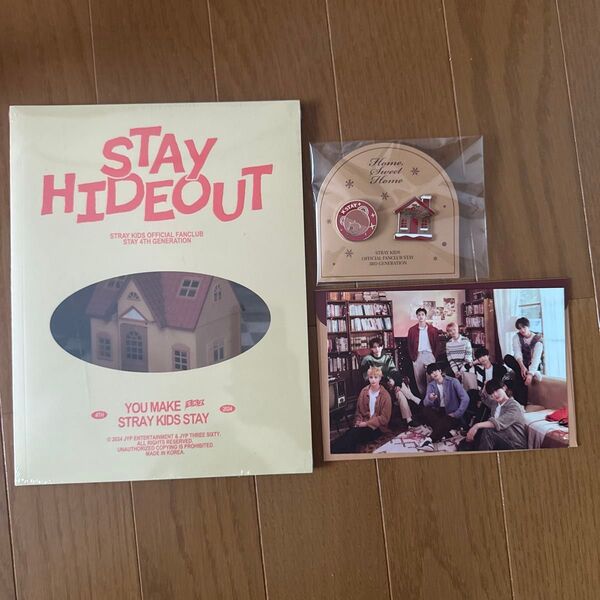 STAY
HIDEOUT
STRAY KIDS OFFICIAL FANCLUB
STAY 4TH GENERATION
YOU MAKE
4TH
STRAY KIDS STAY
© 2024 JYP ENTERTAINMENT & JYP THREE SIXTY.
ALL RIGHTS RESERVED.
UNAUTHORIZED COPYING IS PROHIBITED.
MADE IN KOREA.
Home,
Sweet
Home
STAY
STRAY KIDS
OFFICIAL FANCLUB STAY
3RD GENERATION